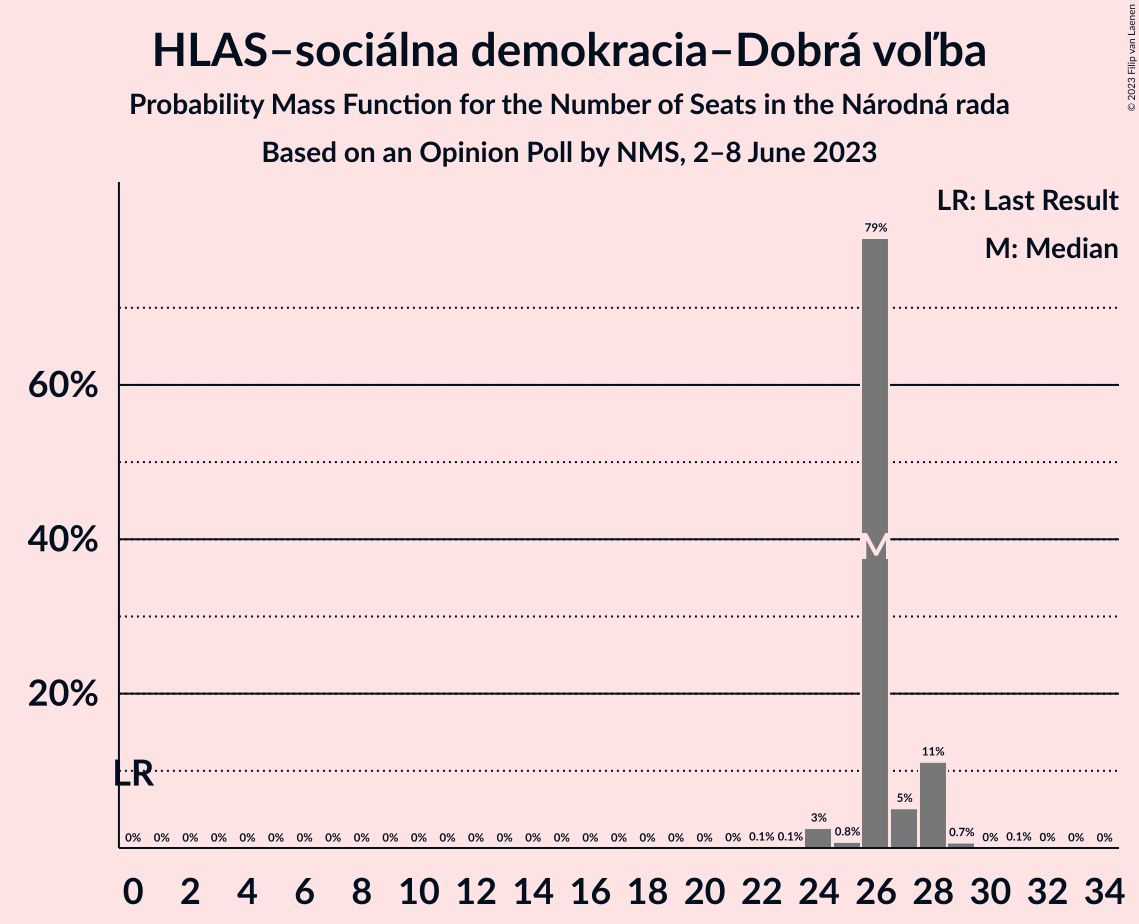 HLAS–sociálna demokracia–Dobrá voľba
Probability Mass Function for the Number of Seats in the Národná rada
Based on an Opinion Poll by NMS, 2–8 June 2023
© 2023 Filip van Laenen
LR: Last Result
M: Median
79%
60%
40%
M
20%
LR
11%
5%
3%
0% 0% 0% 0% 0% 0% 0% 0% 0% 0% 0% 0% 0% 0% 0% 0% 0% 0% 0% 0% 0% 0% 0.1% 0.1% 0.8% 0.7% 0% 0.1% 0% 0% 0%
0 2 4 6 8 10 12 14 16 18 20 22 24 26 28 30 32 34